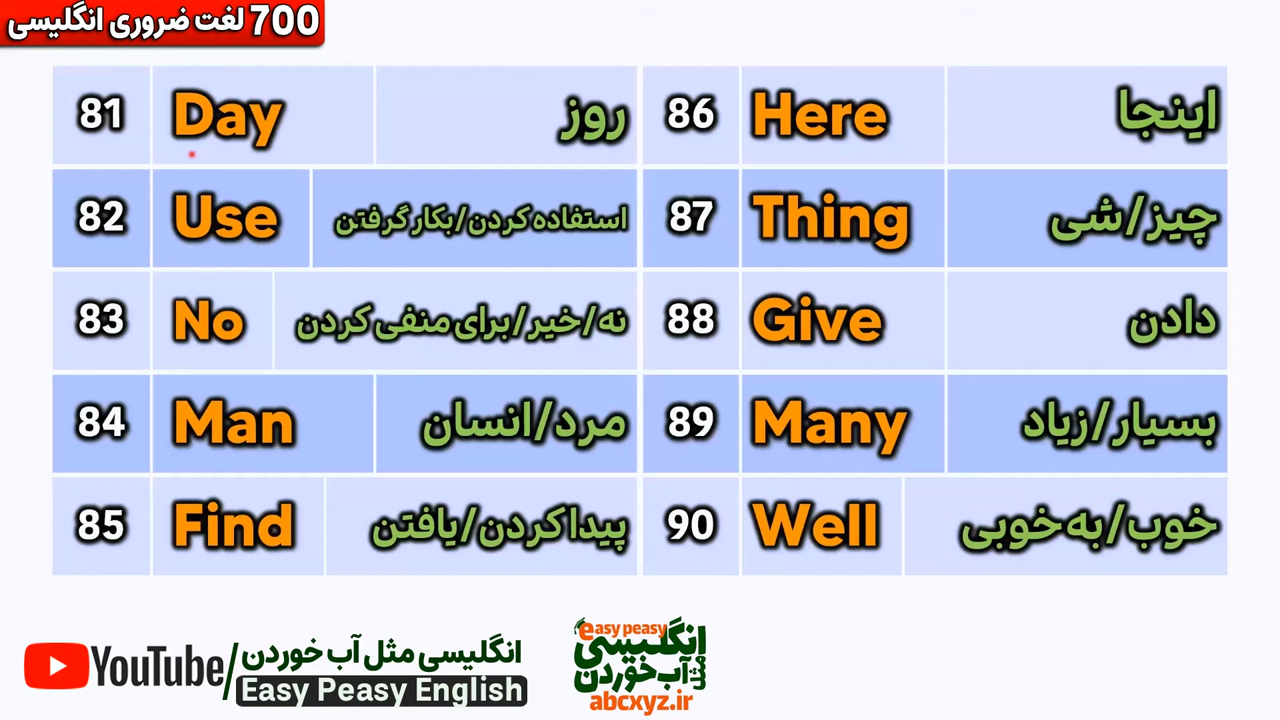 700 لغت ضروری انگلیسی
81 Day روز
82 Use استفاده کردن/بکار گرفتن
83 No نه/خیر/برای منفی کردن
84 Man مرد/انسان
85 Find پیدا کردن/یافتن
86 Here اینجا
87 Thing چیز/شی
88 Give دادن
89 Many بسیار/زیاد
90 Well خوب/به خوبی
YouTube/انگلیسی مثل آب خوردن
Easy Peasy English
easy peasy
انگلیسی
مثل آب خوردن
abcxyz.ir